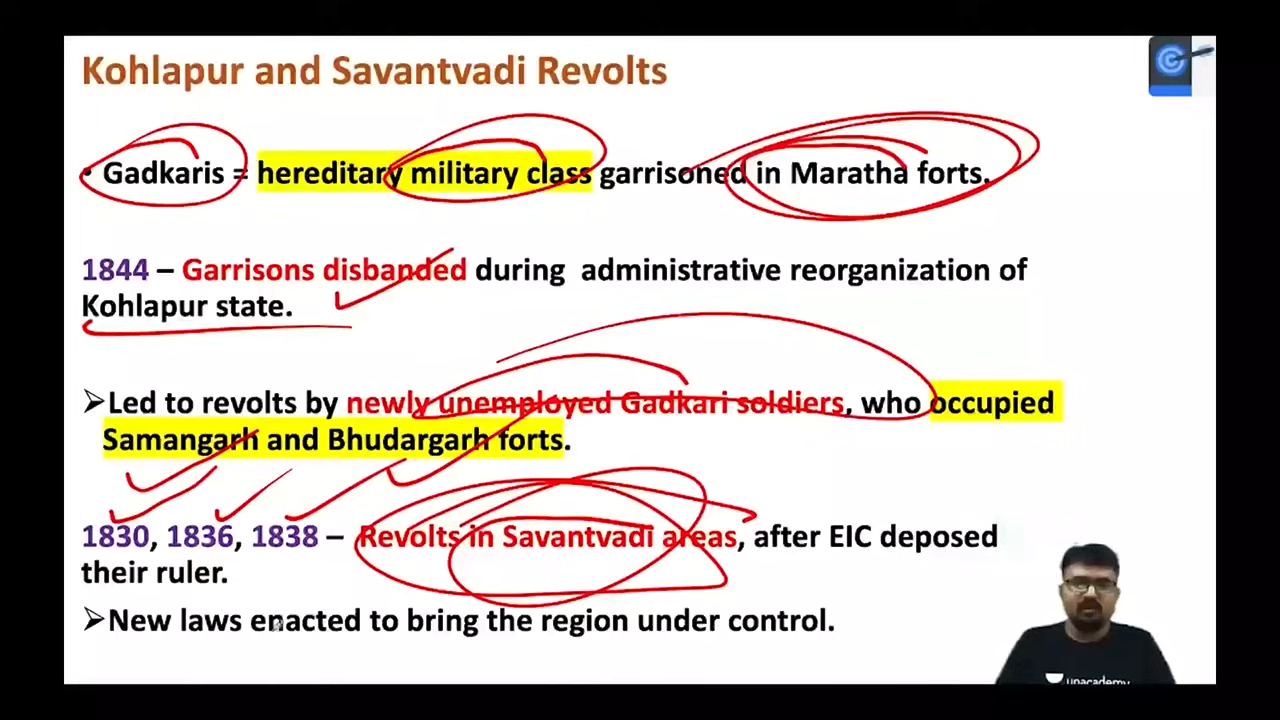 Kohlapur and Savantvadi Revolts
• Gadkaris = hereditary military class garrisoned in Maratha forts.
1844 – Garrisons disbanded during administrative reorganization of
Kohlapur state.
➢Led to revolts by newly unemployed Gadkari soldiers, who occupied
Samangarh and Bhudargarh forts.
1830, 1836, 1838 – Revolts in Savantvadi areas, after EIC deposed
their ruler.
➢New laws enacted to bring the region under control.
unacademy